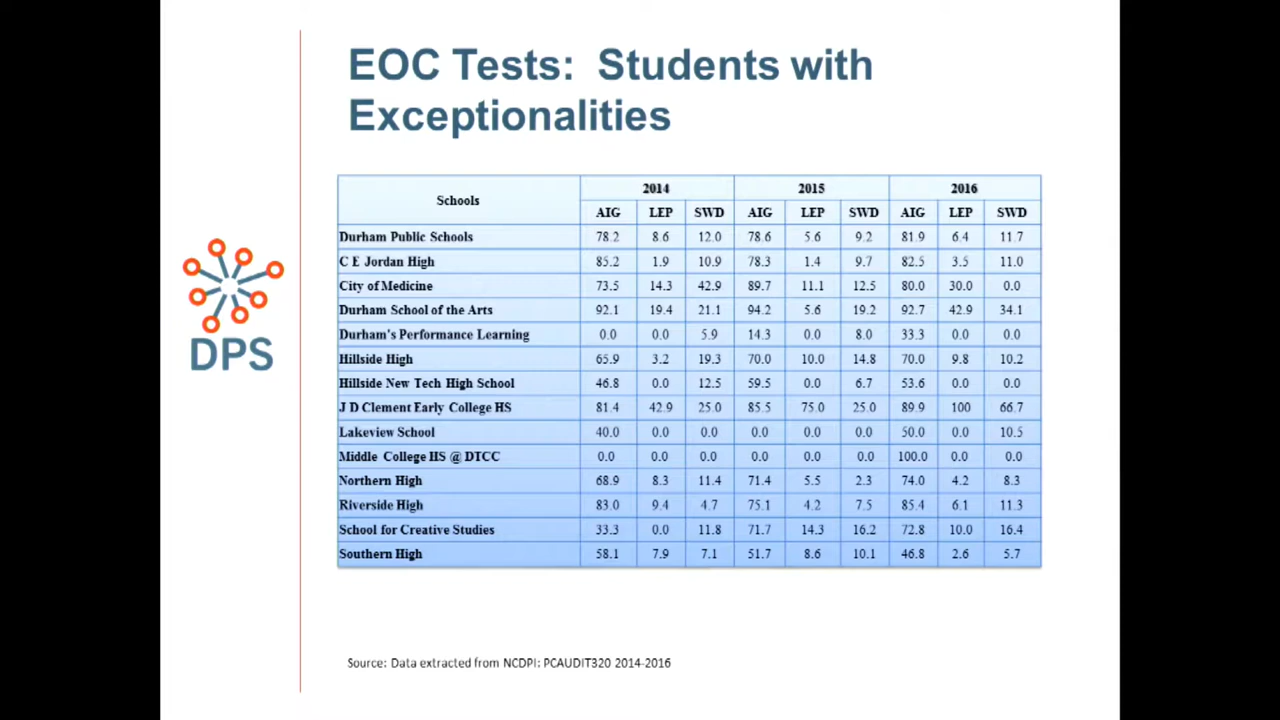 EOC Tests: Students with
Exceptionalities
Schools 2014 2015 2016
AIG LEP SWD AIG LEP SWD AIG LEP SWD
Durham Public Schools 78.2 8.6 12.0 78.6 5.6 9.2 81.9 6.4 11.7
C E Jordan High 85.2 1.9 10.9 78.3 1.4 9.7 82.5 3.5 11.0
City of Medicine 73.5 14.3 42.9 89.7 11.1 12.5 80.0 30.0 0.0
Durham School of the Arts 92.1 19.4 21.1 94.2 5.6 19.2 92.7 42.9 34.1
Durham's Performance Learning 0.0 0.0 5.9 14.3 0.0 8.0 33.3 0.0 0.0
Hillside High 65.9 3.2 19.3 70.0 10.0 14.8 70.0 9.8 10.2
Hillside New Tech High School 46.8 0.0 12.5 59.5 0.0 6.7 53.6 0.0 0.0
J D Clement Early College HS 81.4 42.9 25.0 85.5 75.0 25.0 89.9 100 66.7
Lakeview School 40.0 0.0 0.0 0.0 0.0 0.0 50.0 0.0 10.5
Middle College HS @ DTCC 0.0 0.0 0.0 0.0 0.0 0.0 100.0 0.0 0.0
Northern High 68.9 8.3 11.4 71.4 5.5 2.3 74.0 4.2 8.3
Riverside High 83.0 9.4 4.7 75.1 4.2 7.5 85.4 6.1 11.3
School for Creative Studies 33.3 0.0 11.8 71.7 14.3 16.2 72.8 10.0 16.4
Southern High 58.1 7.9 7.1 51.7 8.6 10.1 46.8 2.6 5.7
DPS
Source: Data extracted from NCDPI: PCAUDIT320 2014-2016